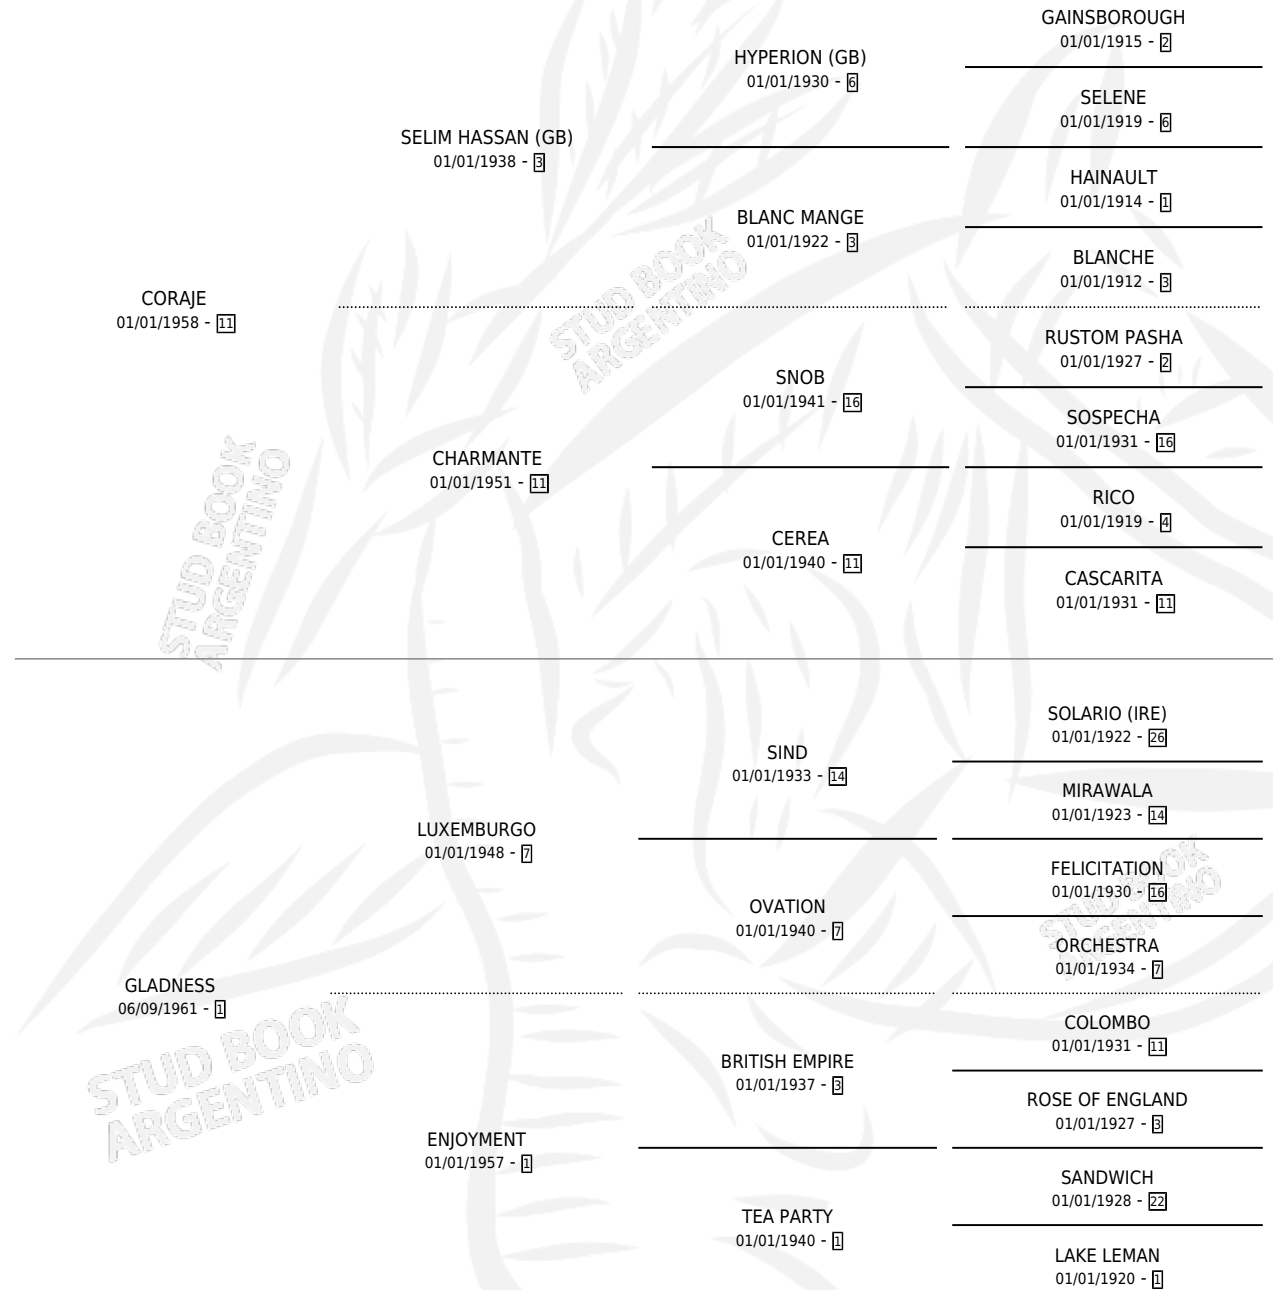 GAINSBOROUGH
01/01/1915 - 2
HYPERION (GB)
01/01/1930 - 6
SELENE
01/01/1919 - 6
SELIM HASSAN (GB)
01/01/1938 - 3
HAINAULT
01/01/1914 - 1
BLANC MANGE
01/01/1922 - 3
BLANCHE
01/01/1912 - 3
CORAJE
01/01/1958 - 11
RUSTOM PASHA
01/01/1927 - 2
SNOB
01/01/1941 - 16
SOSPECHA
01/01/1931 - 16
CHARMANTE
01/01/1951 - 11
RICO
01/01/1919 - 4
CEREA
01/01/1940 - 11
CASCARITA
01/01/1931 - 11
STUD BOOK
ARGENTINO
STUD BOOK
ARGENTINO
SOLARIO (IRE)
01/01/1922 - 26
SIND
01/01/1933 - 14
MIRAWALA
01/01/1923 - 14
LUXEMBURGO
01/01/1948 - 7
FELICITATION
01/01/1930 - 16
OVATION
01/01/1940 - 7
ORCHESTRA
01/01/1934 - 7
GLADNESS
06/09/1961 - 1
COLOMBO
01/01/1931 - 11
BRITISH EMPIRE
01/01/1937 - 3
ROSE OF ENGLAND
01/01/1927 - 3
ENJOYMENT
01/01/1957 - 1
SANDWICH
01/01/1928 - 22
TEA PARTY
01/01/1940 - 1
LAKE LEMAN
01/01/1920 - 1
STUD BOOK
ARGENTINO
STUD BOOK
ARGENTINO